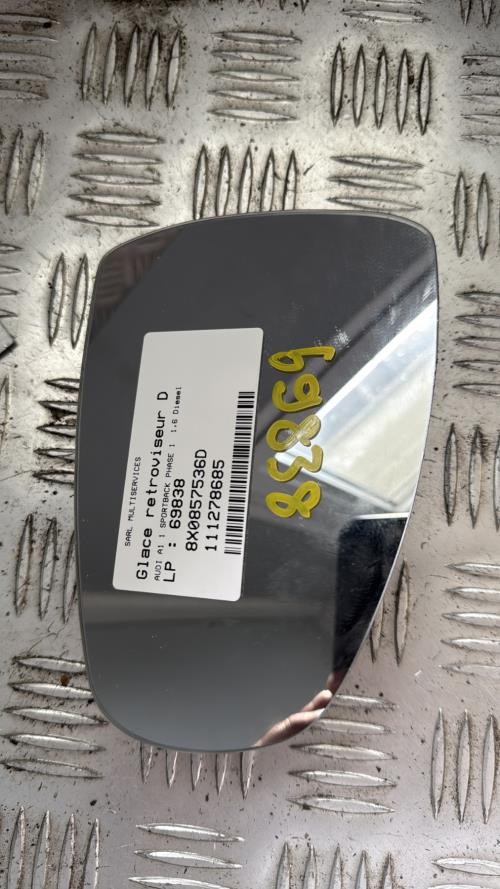 SARL MULTISERVICES
Glace retroviseur D
AUDI A1 1 SPORTBACK PHASE 1 1.6 Diesel
LP : 69838
8X0857536D
111278685
69838